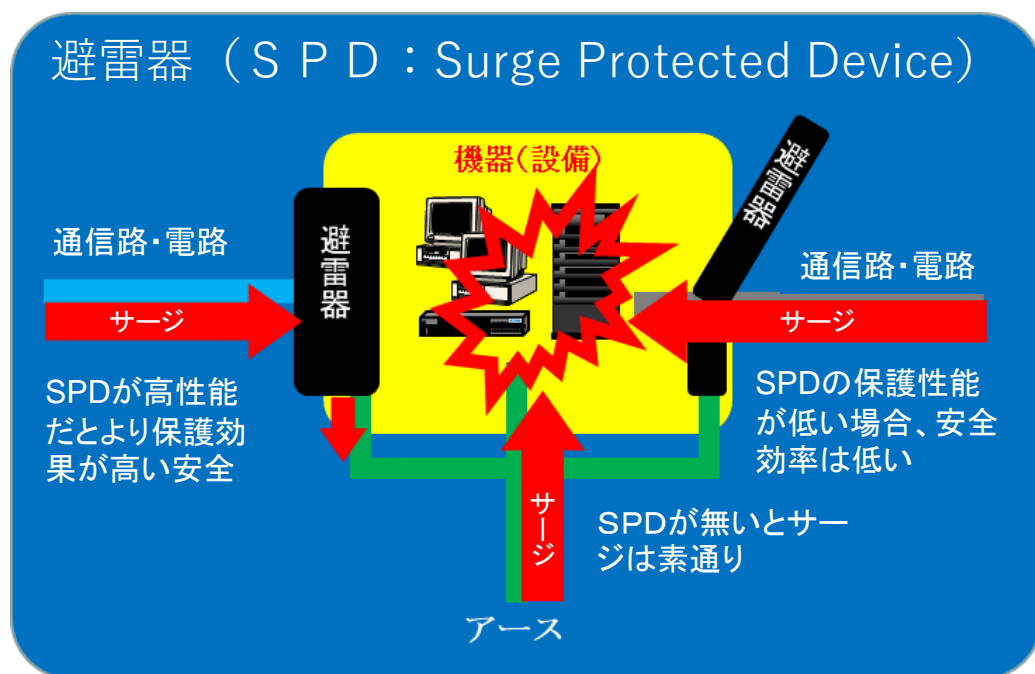 避雷器（ＳＰＤ：Surge Protected Device）
機器(設備)
避雷器
避雷器
通信路・電路
サージ
SPDが高性能
だとより保護効
果が高い安全
通信路・電路
サージ
SPDの保護性能
が低い場合、安全
効率は低い
サージ
SPDが無いとサー
ジは素通り
アース